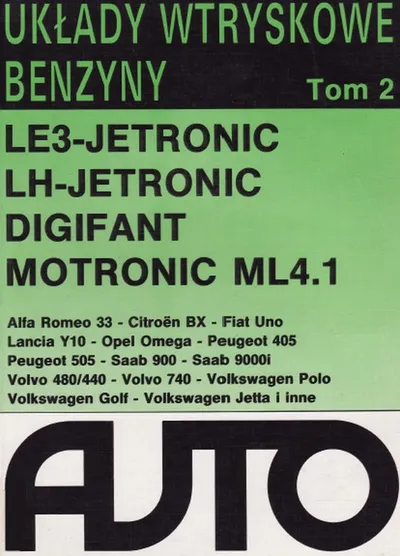 UKŁADY WTRYSKOWE
BENZYNY Tom 2
LE3-JETRONIC
LH-JETRONIC
DIGIFANT
MOTRONIC ML4.1
Alfa Romeo 33 - Citroën BX - Fiat Uno
Lancia Y10 - Opel Omega - Peugeot 405
Peugeot 505 - Saab 900 - Saab 9000i
Volvo 480/440 - Volvo 740 - Volkswagen Polo
Volkswagen Golf - Volkswagen Jetta i inne
AUTO